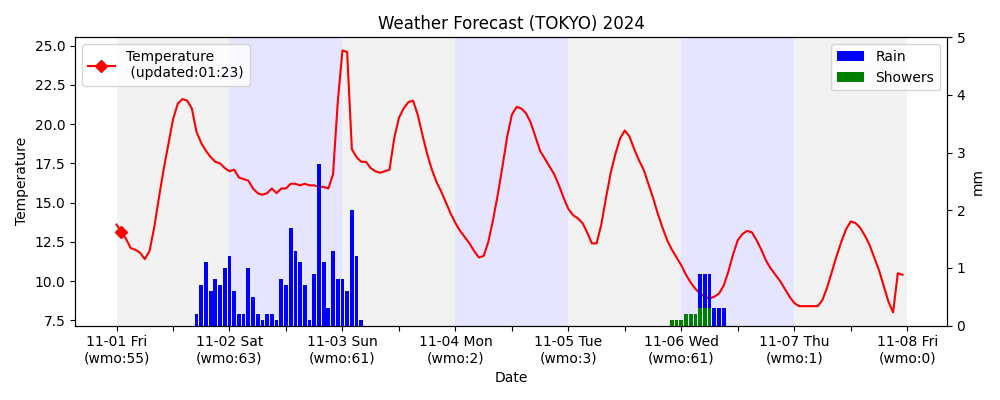 Weather Forecast (TOKYO) 2024
Temperature
(updated:01:23)
Rain
Showers
25.0
22.5
20.0
17.5
15.0
12.5
10.0
7.5
Temperature
5
4
3
2
1
0
mm
11-01 Fri
(wmo:55)
11-02 Sat
(wmo:63)
11-03 Sun
(wmo:61)
11-04 Mon
(wmo:2)
11-05 Tue
(wmo:3)
11-06 Wed
(wmo:61)
11-07 Thu
(wmo:1)
11-08 Fri
(wmo:0)
Date